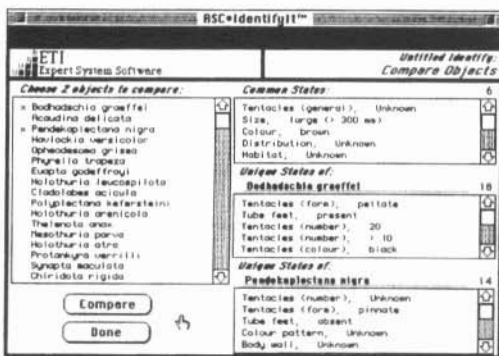 RSC•IdentifyIt™
ETI
Expert System Software
Untitled Identify:
Compare Objects
Choose 2 objects to compare:
× Bodhadschia graeffei
Acaudina delicata
× Pendekaplectana nigra
Havlockia versicolor
Opheodesoma grisea
Phyrella trapeza
Euapta godeffroyi
Holothuria leucospilota
Cladolabes acicula
Polyplectana kefersteini
Holothuria arenicola
Thelenota anax
Mesothuria parva
Holothuria atra
Protankyra verrilli
Synapta maculata
Chiridota rigida
Compare
Done
Common States: 6
Tentacles (general), Unknown
Size, large (> 300 mm)
Colour, brown
Distribution, Unknown
Habitat, Unknown
Unique States of:
Bodhadschia graeffei 18
Tentacles (form), peltate
Tube feet, present
Tentacles (number), 20
Tentacles (number), > 10
Tentacles (colour), black
Unique States of:
Pendekaplectana nigra 14
Tentacles (number), Unknown
Tentacles (form), pinnate
Tube feet, absent
Colour pattern, Unknown
Body wall, Unknown